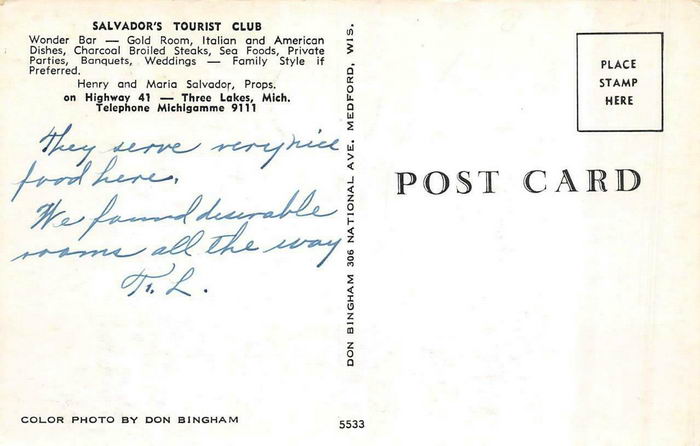 SALVADOR'S TOURIST CLUB
Wonder Bar — Gold Room, Italian and American
Dishes, Charcoal Broiled Steaks, Sea Foods, Private
Parties, Banquets, Weddings — Family Style if
Preferred.
Henry and Maria Salvador, Props.
on Highway 41 — Three Lakes, Mich.
Telephone Michigamme 9111
They serve very nice
food here.
We found desirable
rooms all the way
T. L.
COLOR PHOTO BY DON BINGHAM
DON BINGHAM 306 NATIONAL AVE. MEDFORD, WIS.
5533
PLACE
STAMP
HERE
POST CARD